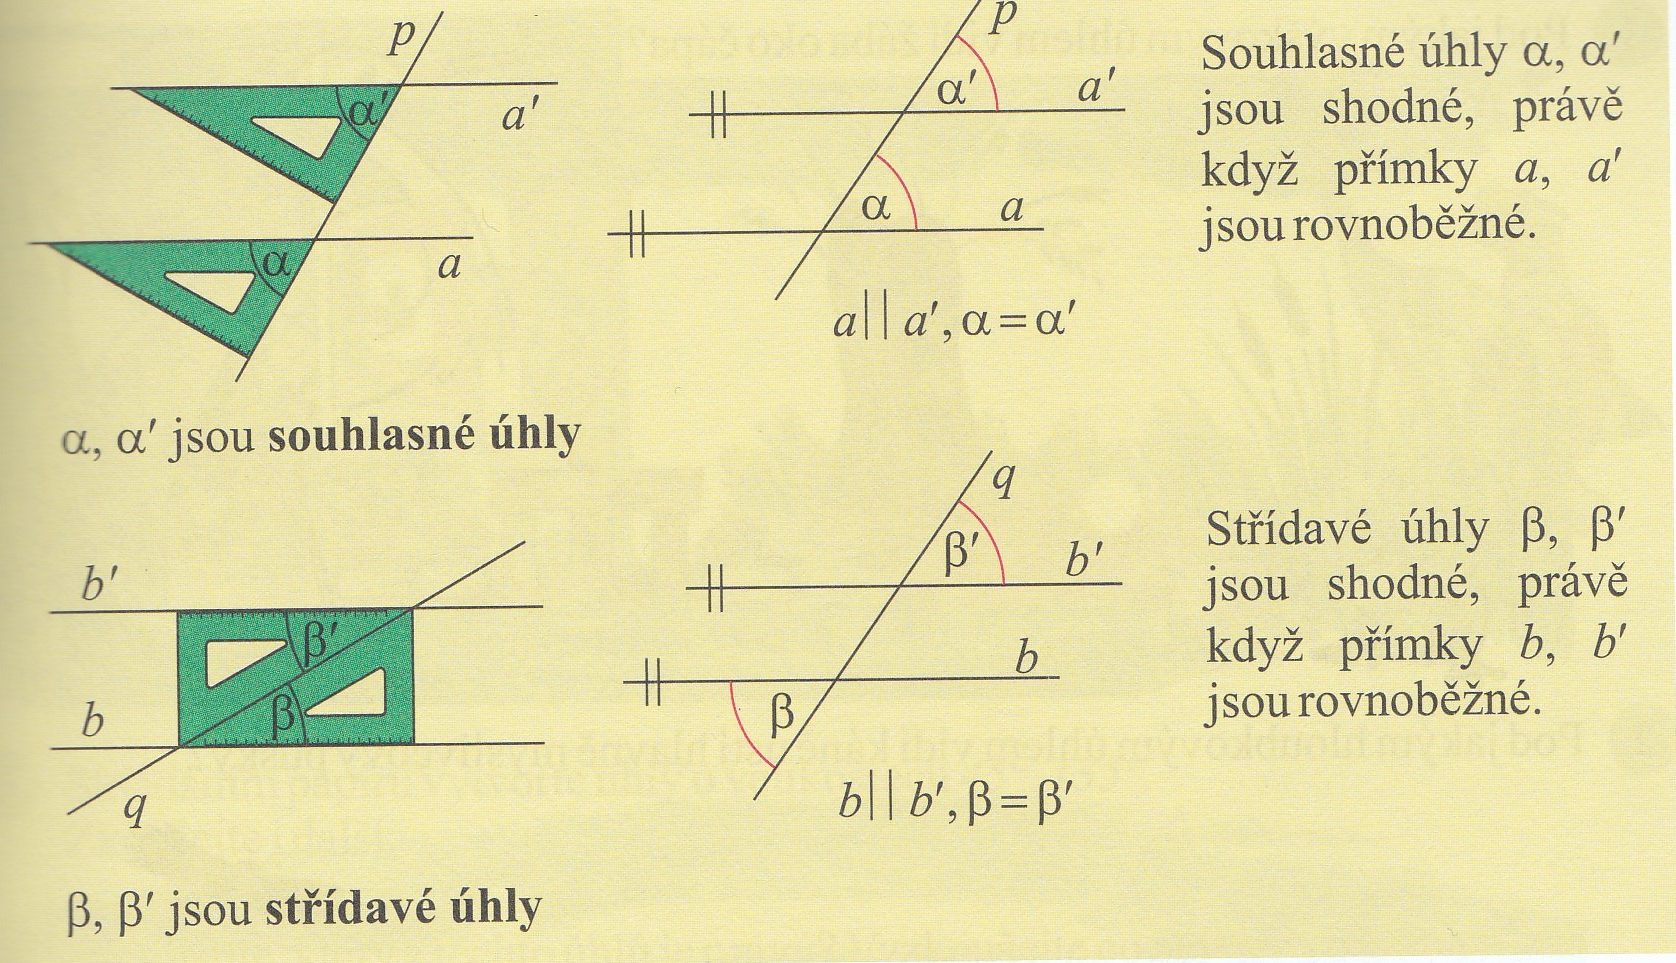 p
α′
a′
α
a
p
α′
a′
α
a
a || a′, α = α′
Souhlasné úhly α, α′
jsou shodné, právě
když přímky a, a′
jsou rovnoběžné.
α, α′ jsou souhlasné úhly
b′
β′
b
β
q
q
β′
b′
b
β
b || b′, β = β′
Střídavé úhly β, β′
jsou shodné, právě
když přímky b, b′
jsou rovnoběžné.
β, β′ jsou střídavé úhly